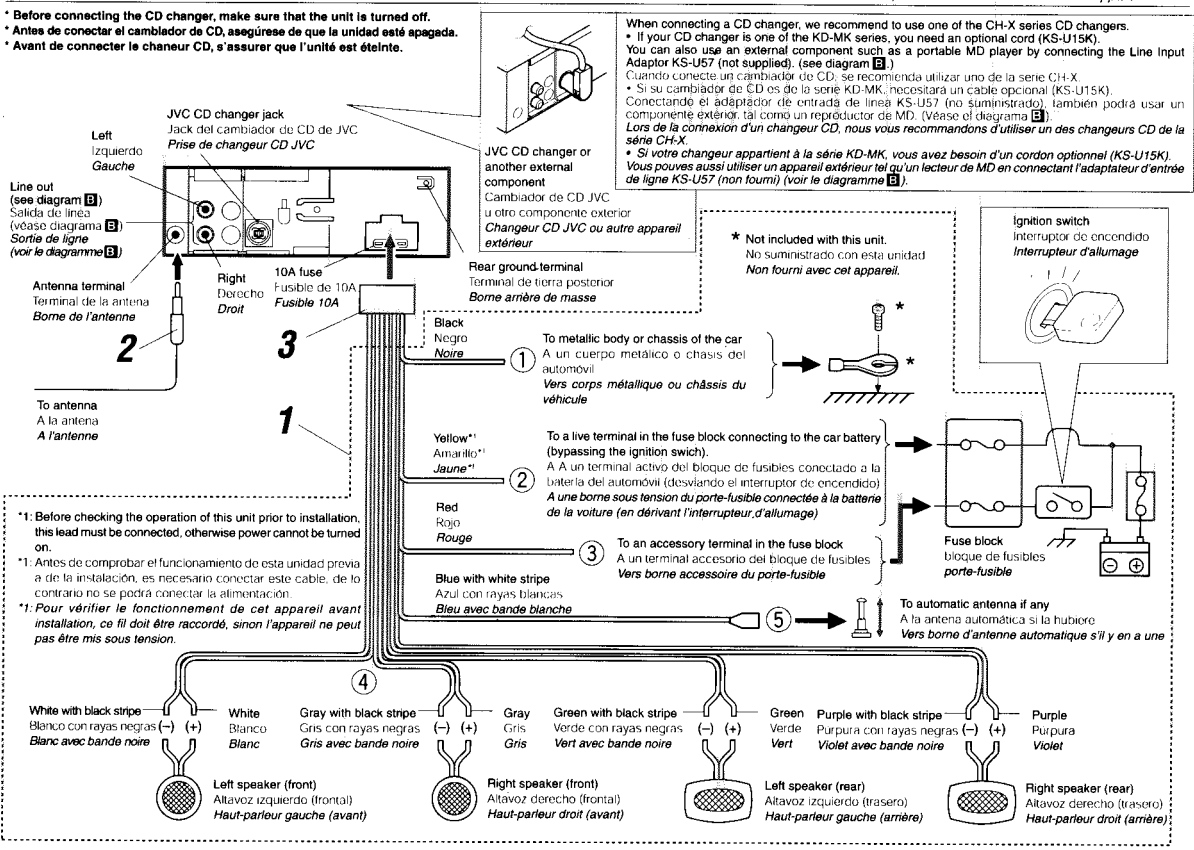 * Before connecting the CD changer, make sure that the unit is turned off.
* Antes de conectar el cambiador de CD, asegúrese de que la unidad esté apagada.
* Avant de connecter le chaneur CD, s'assurer que l'unité est éteinte.
When connecting a CD changer, we recommend to use one of the CH-X series CD changers.
• If your CD changer is one of the KD-MK series, you need an optional cord (KS-U15K).
You can also use an external component such as a portable MD player by connecting the Line Input
Adaptor KS-U57 (not supplied). (see diagram B.)
Cuando conecte un cambiador de CD, se recomienda utilizar uno de la serie CH-X.
• Si su cambiador de CD es de la serie KD-MK, necesitará un cable opcional (KS-U15K).
Conectando el adaptador de entrada de línea KS-U57 (no suministrado), también podrá usar un
componente exterior, tal como un reproductor de MD. (Véase el diagrama B).
Lors de la connexion d'un changeur CD, nous vous recommandons d'utiliser un des changeurs CD de la
série CH-X.
• Si votre changeur appartient à la série KD-MK, vous avez besoin d'un cordon optionnel (KS-U15K).
Vous pouves aussi utiliser un appareil extérieur tel qu'un lecteur de MD en connectant l'adaptateur d'entrée
de ligne KS-U57 (non fourni) (voir le diagramme B).
JVC CD changer jack
Jack del cambiador de CD de JVC
Prise de changeur CD JVC
Left
Izquierdo
Gauche
JVC CD changer or
another external
component
Cambiador de CD JVC
u otro componente exterior
Changeur CD JVC ou autre appareil
extérieur
Line out
(see diagram B)
Salida de línea
(véase diagrama B)
Sortie de ligne
(voir le diagramme B)
Antenna terminal
Terminal de la antena
Borne de l'antenne
Right
Derecho
Droit
10A fuse
Fusible de 10A
Fusible 10A
Rear ground terminal
Terminal de tierra posterior
Borne arrière de masse
* Not included with this unit.
No suministrado con esta unidad
Non fourni avec cet appareil.
Ignition switch
Interruptor de encendido
Interrupteur d'allumage
2
3
1
To antenna
A la antena
A l'antenne
Black
Negro
Noire
1
To metallic body or chassis of the car
A un cuerpo metálico o chasis del
automóvil
Vers corps métallique ou châssis du
véhicule
*
*
Yellow*1
Amarillo*1
Jaune*1
2
To a live terminal in the fuse block connecting to the car battery
(bypassing the ignition swich).
A A un terminal activo del bloque de fusibles conectado a la
batería del automóvil (desviando el interruptor de encendido)
A une borne sous tension du porte-fusible connectée à la batterie
de la voiture (en dérivant l'interrupteur d'allumage)
Red
Rojo
Rouge
3
To an accessory terminal in the fuse block
A un terminal accesorio del bloque de fusibles
Vers borne accessoire du porte-fusible
Fuse block
bloque de fusibles
porte-fusible
*1: Before checking the operation of this unit prior to installation,
this lead must be connected, otherwise power cannot be turned
on.
*1: Antes de comprobar el funcionamiento de esta unidad previa
a de la instalación, es necesario conectar este cable, de lo
contrario no se podrá conectar la alimentación.
*1: Pour vérifier le fonctionnement de cet appareil avant
installation, ce fil doit être raccordé, sinon l'appareil ne peut
pas être mis sous tension.
Blue with white stripe
Azul con rayas blancas
Bleu avec bande blanche
5
To automatic antenna if any
A la antena automática si la hubiere
Vers borne d'antenne automatique s'il y en a une
4
White with black stripe
Blanco con rayas negras (–) (+)
Blanc avec bande noire
White
Blanco
Blanc
Gray with black stripe
Gris con rayas negras (–) (+)
Gris avec bande noire
Gray
Gris
Gris
Green with black stripe
Verde con rayas negras (–) (+)
Vert avec bande noire
Green
Verde
Vert
Purple with black stripe
Purpura con rayas negras (–) (+)
Violet avec bande noire
Purple
Purpura
Violet
Left speaker (front)
Altavoz izquierdo (frontal)
Haut-parleur gauche (avant)
Right speaker (front)
Altavoz derecho (frontal)
Haut-parleur droit (avant)
Left speaker (rear)
Altavoz izquierdo (trasero)
Haut-parleur gauche (arrière)
Right speaker (rear)
Altavoz derecho (trasero)
Haut-parleur droit (arrière)